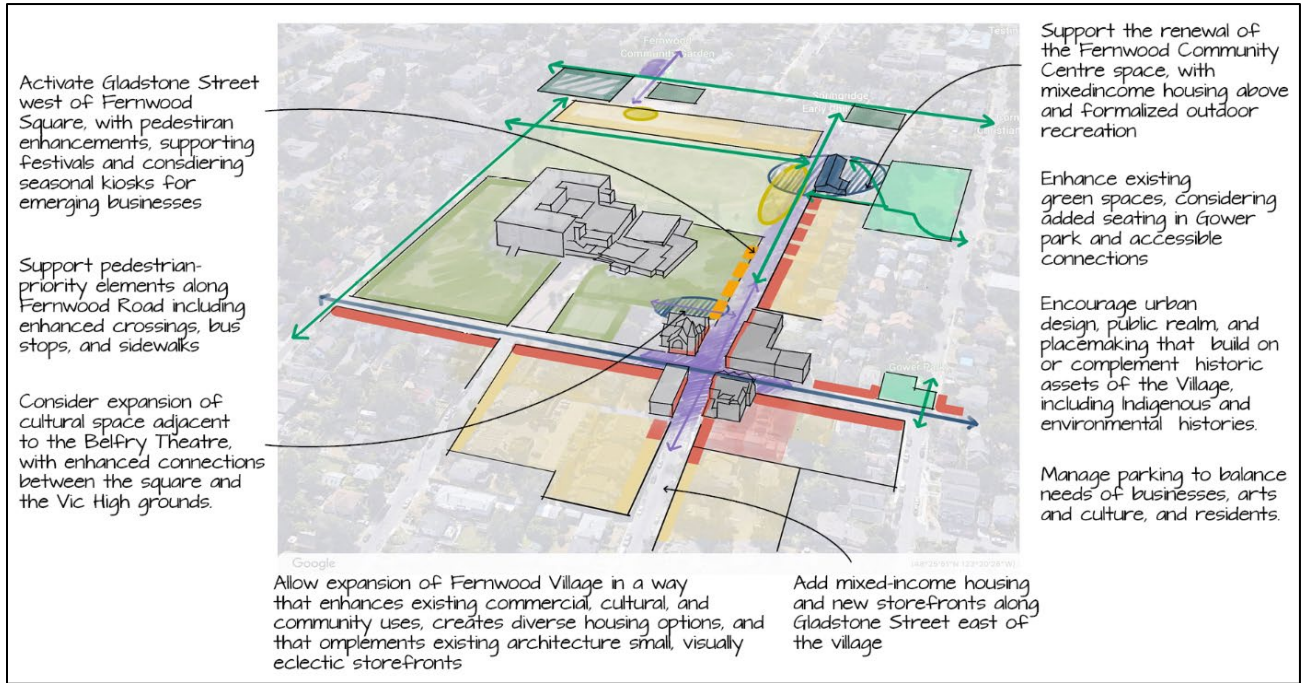 Activate Gladstone Street
west of Fernwood
Square, with pedestiran
enhancements, supporting
festivals and consdiering
seasonal kiosks for
emerging businesses
Support pedestrian-
priority elements along
Fernwood Road including
enhanced crossings, bus
stops, and sidewalks
Consider expansion of
cultural space adjacent
to the Belfry Theatre,
with enhanced connections
between the square and
the Vic High grounds.
Fernwood
Community Garden
Support the renewal of
the Fernwood Community
Centre space, with
mixedincome housing above
and formalized outdoor
recreation
Enhance existing
green spaces, considering
added seating in Gower
park and accessible
connections
Encourage urban
design, public realm, and
placemaking that build on
or complement historic
assets of the Village,
including Indigenous and
environmental histories.
Manage parking to balance
needs of businesses, arts
and culture, and residents.
Google
Allow expansion of Fernwood Village in a way
that enhances existing commercial, cultural, and
community uses, creates diverse housing options, and
that omplements existing architecture small, visually
eclectic storefronts
Add mixed-income housing
and new storefronts along
Gladstone Street east of
the village